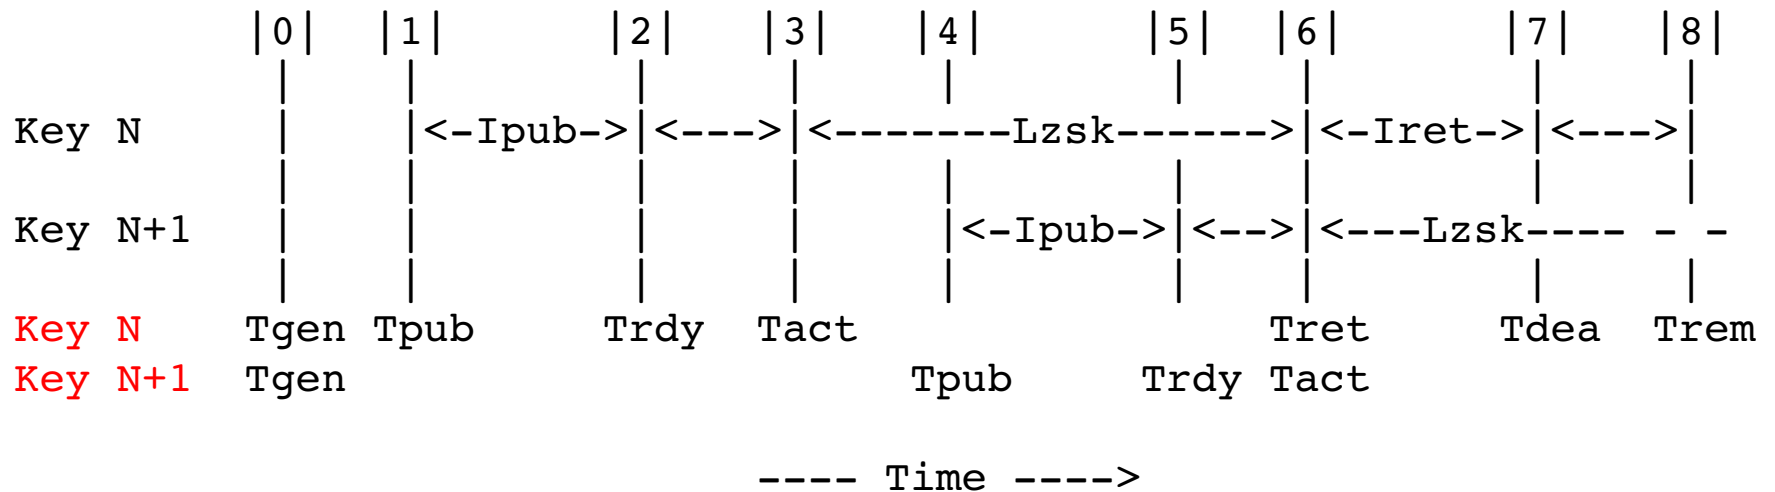 |0|     |1|           |2|       |3|       |4|           |5|     |6|           |7|       |8|
                 |       |             |         |         |             |       |             |         |
Key N            |       |<-Ipub->|<--->|<-------Lzsk------>|<-Iret->|<--->|
                 |       |             |         |         |             |       |             |         |
Key N+1          |       |             |         |         |<-Ipub->|<-->|<---Lzsk---- - -
                 |       |             |         |         |             |       |             |         |
Key N Tgen Tpub Trdy Tact Tret Tdea Trem
Key N+1 Tgen Tpub Trdy Tact
---- Time ---->